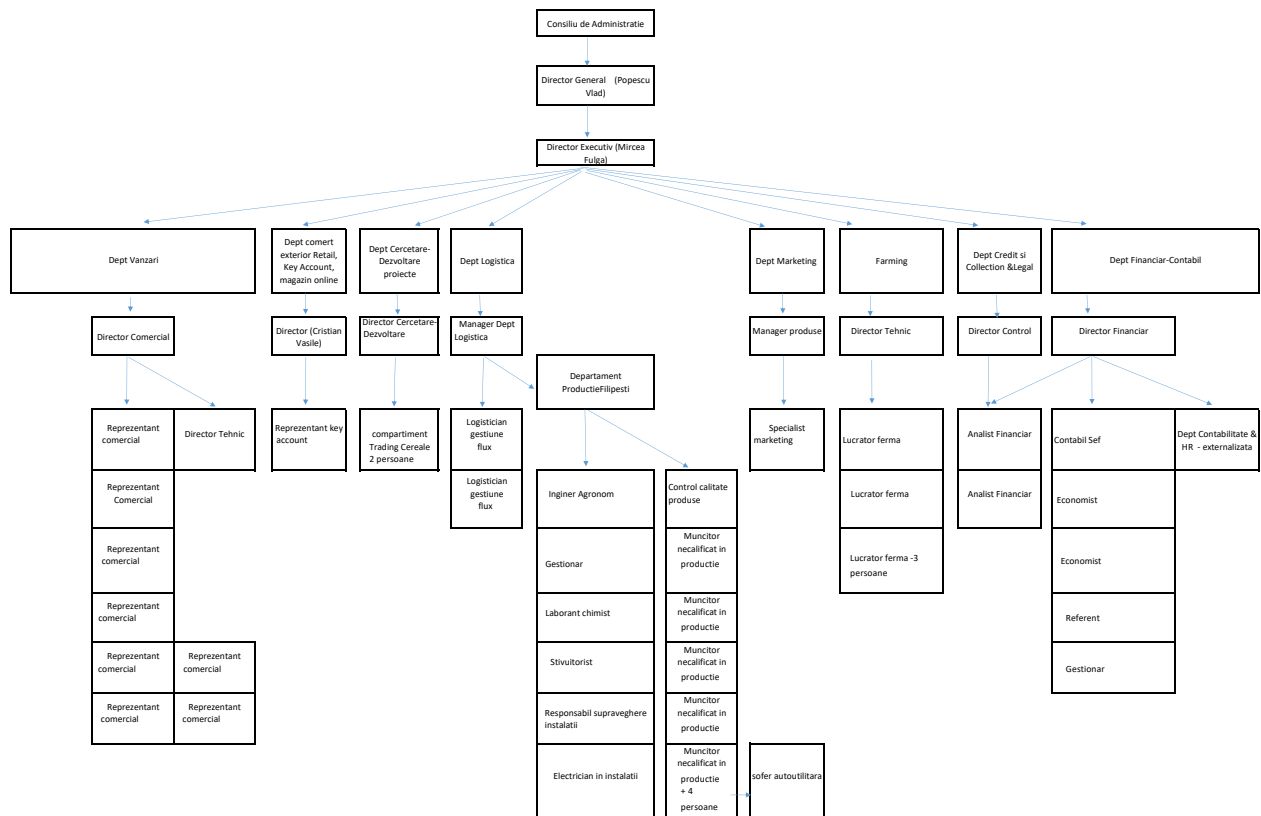 Consiliu de Administratie
Director General (Popescu
Vlad)
Director Executiv (Mircea
Fulga)
Dept Vanzari
Dept comert
exterior Retail,
Key Account,
magazin online
Dept Cercetare-
Dezvoltare
proiecte
Dept Logistica
Dept Marketing
Farming
Dept Credit si
Collection &Legal
Dept Financiar-Contabil
Director Comercial
Director (Cristian
Vasile)
Director Cercetare-
Dezvoltare
Manager Dept
Logistica
Manager produse
Director Tehnic
Director Control
Director Financiar
Departament
ProductieFilipesti
Reprezentant
comercial
Director Tehnic
Reprezentant key
account
compartiment
Trading Cereale
2 persoane
Logistician
gestiune
flux
Specialist
marketing
Lucrator ferma
Analist Financiar
Contabil Sef
Dept Contabilitate &
HR - externalizata
Reprezentant
Comercial
Logistician
gestiune
flux
Inginer Agronom
Control calitate
produse
Lucrator ferma
Analist Financiar
Economist
Reprezentant
comercial
Gestionar
Muncitor
necalificat in
productie
Lucrator ferma -3
persoane
Economist
Reprezentant
comercial
Laborant chimist
Muncitor
necalificat in
productie
Referent
Reprezentant
comercial
Reprezentant
comercial
Stivuitorist
Muncitor
necalificat in
productie
Gestionar
Reprezentant
comercial
Reprezentant
comercial
Responsabil supraveghere
instalatii
Muncitor
necalificat in
productie
Electrician in instalatii
Muncitor
necalificat in
productie
+ 4
persoane
sofer autoutilitara